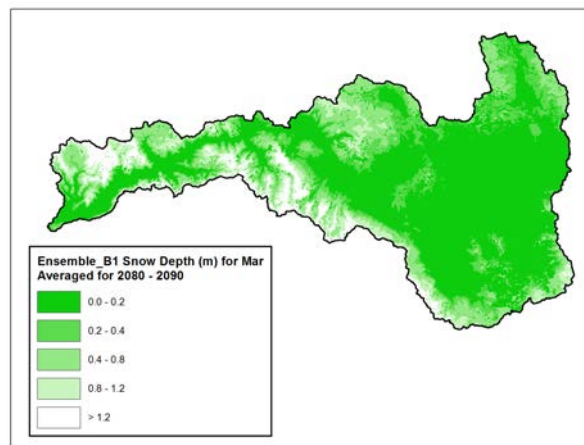 Ensemble_B1 Snow Depth (m) for Mar
Averaged for 2080 - 2090
0.0 - 0.2
0.2 - 0.4
0.4 - 0.8
0.8 - 1.2
> 1.2